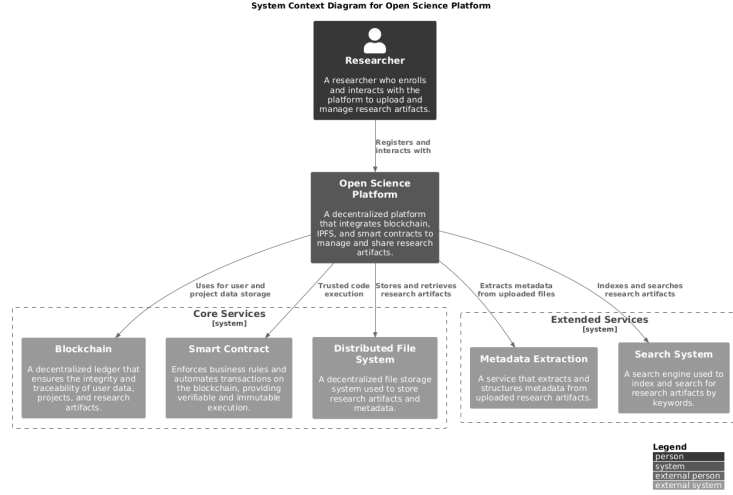 System Context Diagram for Open Science Platform
Researcher
A researcher who enrolls
and interacts with the
platform to upload and
manage research artifacts.
Registers and
interacts with
Open Science
Platform
A decentralized platform
that integrates blockchain,
IPFS, and smart contracts to
manage and share research
artifacts.
Uses for user and
project data storage
Trusted code
execution
Stores and retrieves
research artifacts
Extracts metadata
from uploaded files
Indexes and searches
research artifacts
Core Services
[system]
Blockchain
A decentralized ledger that
ensures the integrity and
traceability of user data,
projects, and research
artifacts.
Smart Contract
Enforces business rules and
automates transactions on
the blockchain, providing
verifiable and immutable
execution.
Distributed File
System
A decentralized file storage
system used to store
research artifacts and
metadata.
Extended Services
[system]
Metadata Extraction
A service that extracts and
structures metadata from
uploaded research artifacts.
Search System
A search engine used to
index and search for
research artifacts by
keywords.
Legend
person
system
external person
external system